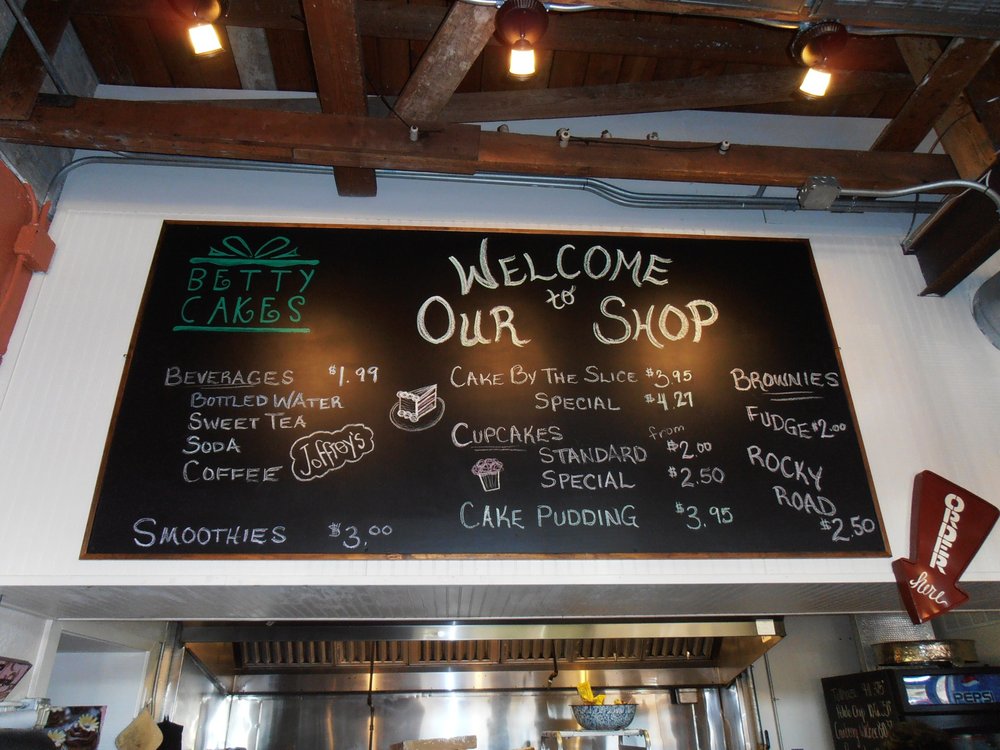 BETTY
CAKES
WELCOME
to
OUR SHOP
BEVERAGES $1.99
BOTTLED WATER
SWEET TEA
SODA
COFFEE
Joffrey's
SMOOTHIES $3.00
CAKE BY THE SLICE $3.95
SPECIAL $4.27
CUPCAKES from
STANDARD $2.00
SPECIAL $2.50
CAKE PUDDING $3.95
BROWNIES
FUDGE $2.00
ROCKY
ROAD
$2.50
ORDER
here
PEPSI